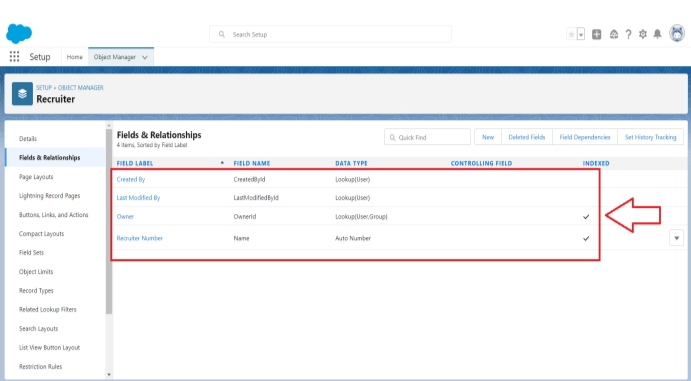 Search Setup
Setup Home Object Manager
SETUP > OBJECT MANAGER
Recruiter
Details
Fields & Relationships
Page Layouts
Lightning Record Pages
Buttons, Links, and Actions
Compact Layouts
Field Sets
Object Limits
Record Types
Related Lookup Filters
Search Layouts
List View Button Layout
Restriction Rules
Fields & Relationships
4 Items, Sorted by Field Label
Quick Find
New Deleted Fields Field Dependencies Set History Tracking
FIELD LABEL FIELD NAME DATA TYPE CONTROLLING FIELD INDEXED
Created By CreatedById Lookup(User)
Last Modified By LastModifiedById Lookup(User)
Owner OwnerId Lookup(User,Group)
Recruiter Number Name Auto Number